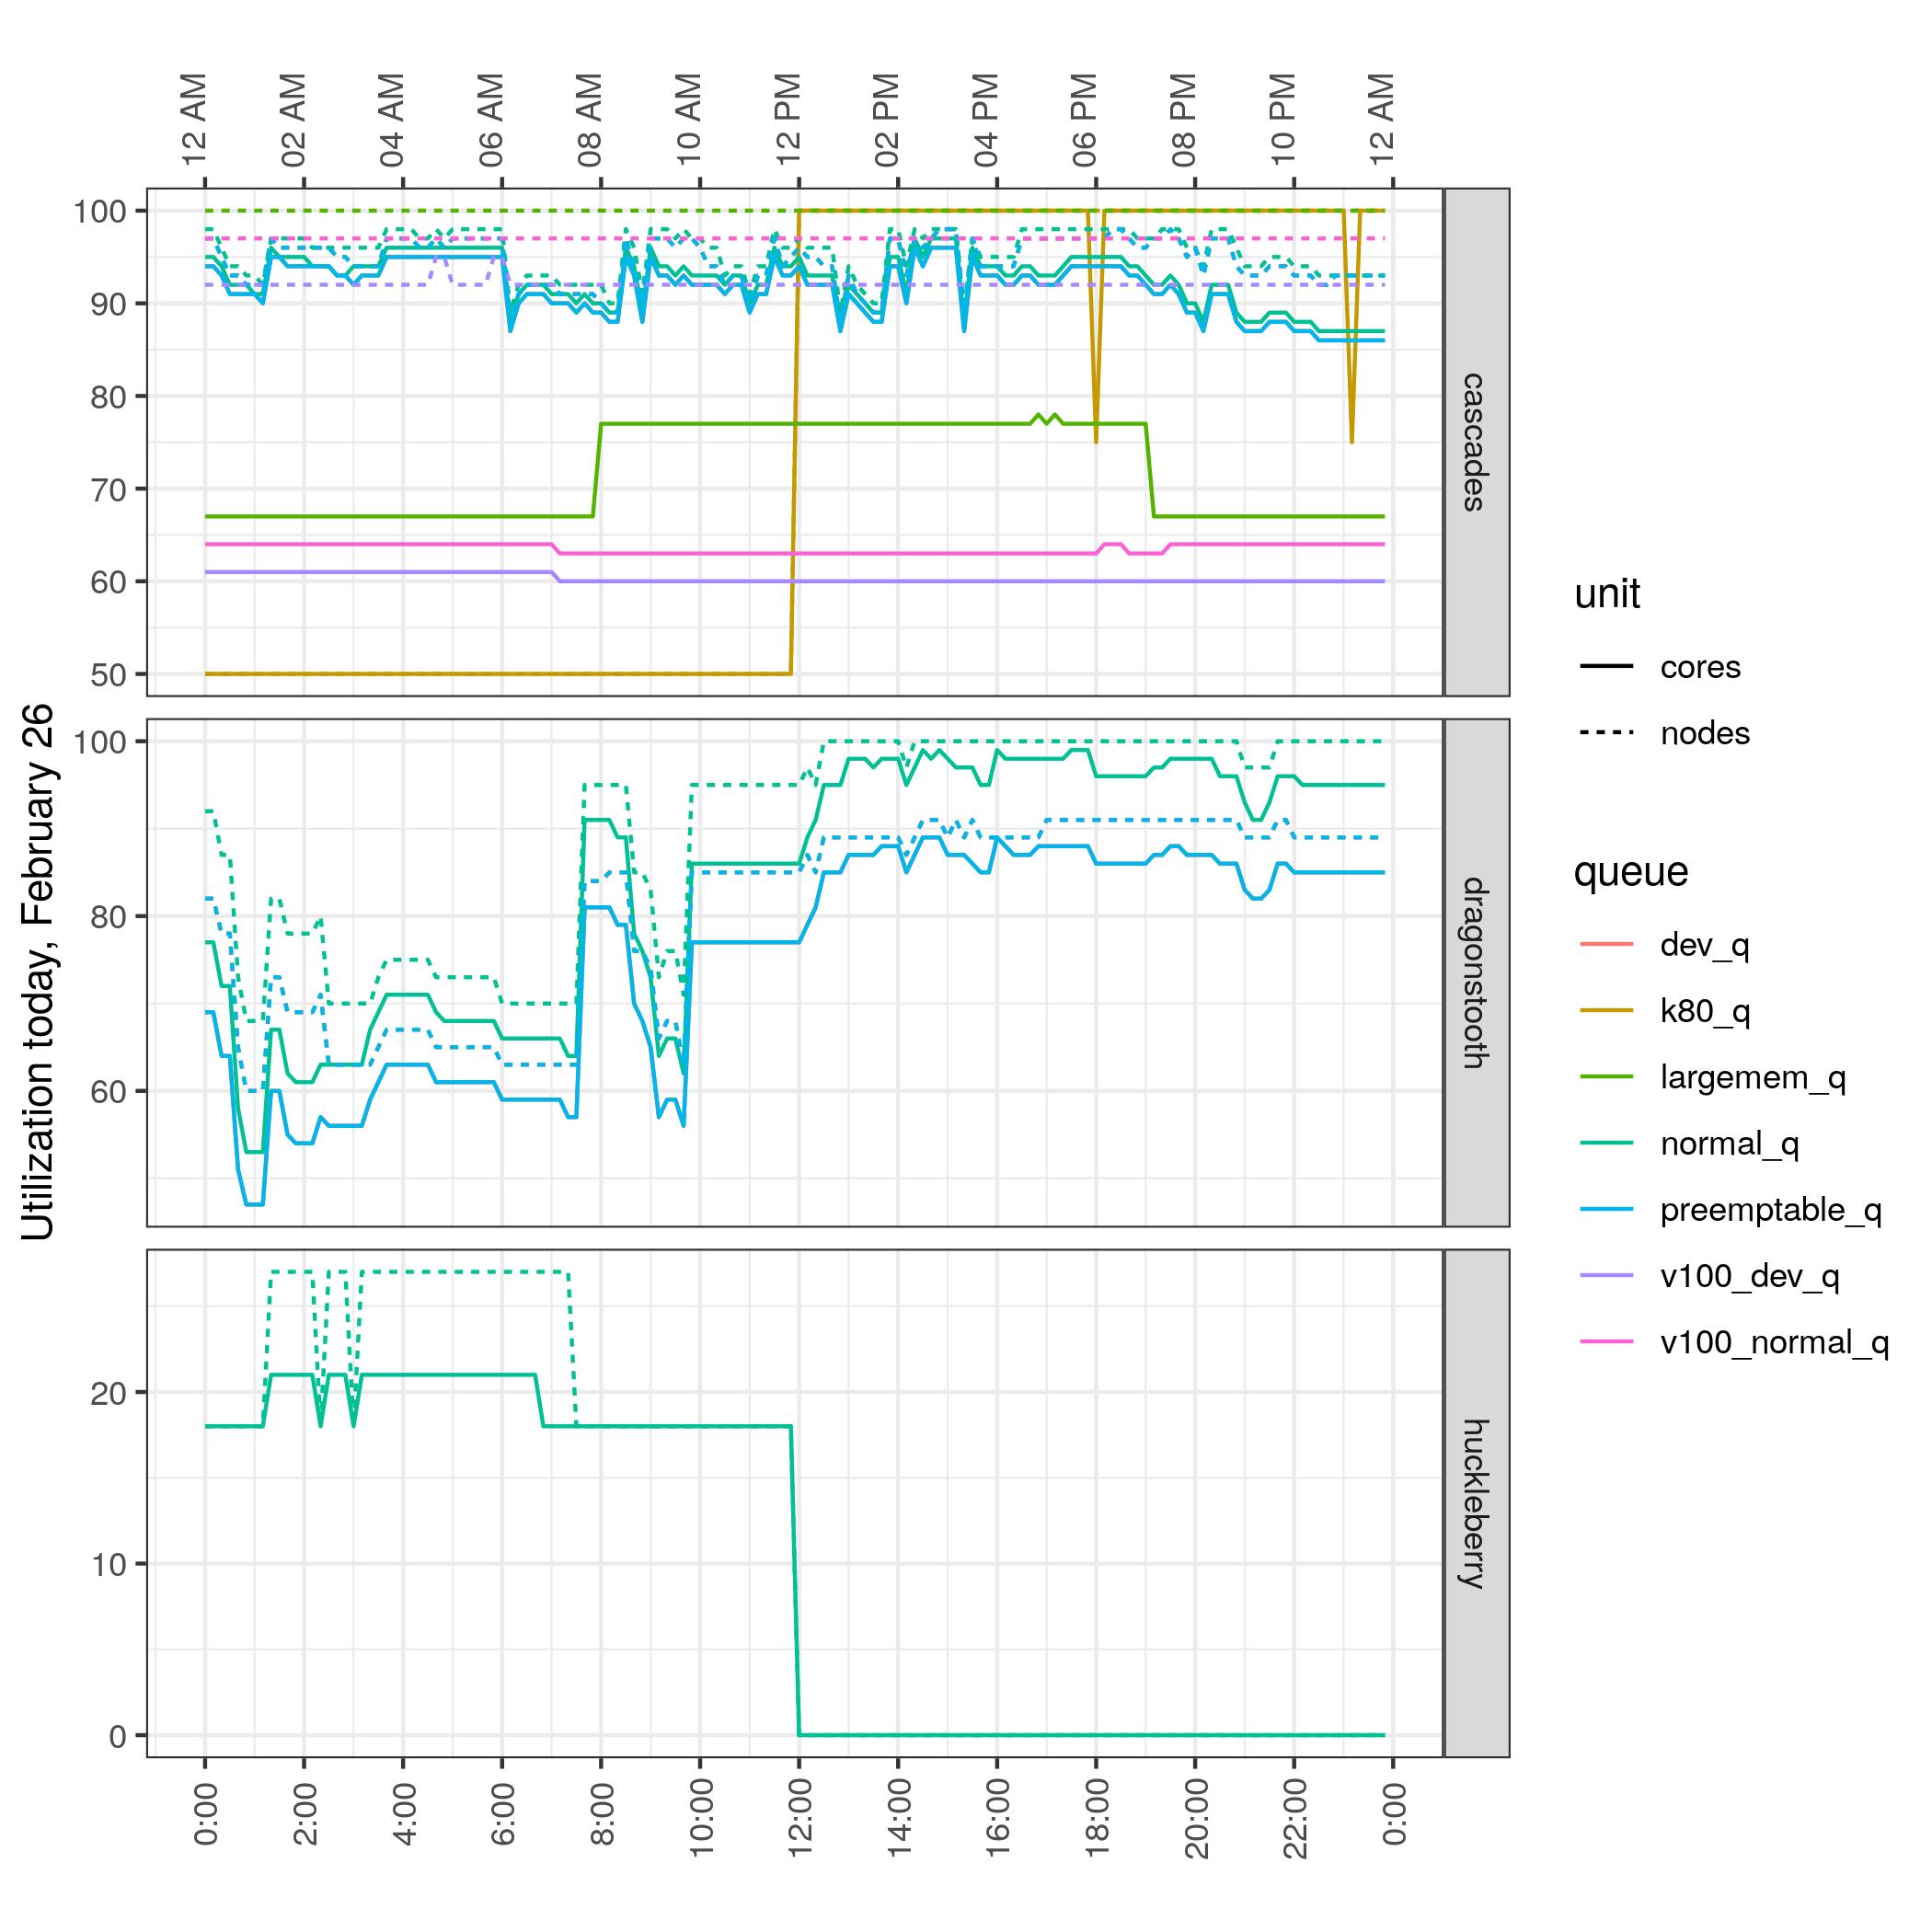 12 AM
02 AM
04 AM
06 AM
08 AM
10 AM
12 PM
02 PM
04 PM
06 PM
08 PM
10 PM
12 AM
Utilization today, February 26
100
90
80
70
60
50
cascades
100
80
60
dragonstooth
20
10
0
huckleberry
0:00
2:00
4:00
6:00
8:00
10:00
12:00
14:00
16:00
18:00
20:00
22:00
0:00
unit
cores
nodes
queue
dev_q
k80_q
largemem_q
normal_q
preemptable_q
v100_dev_q
v100_normal_q